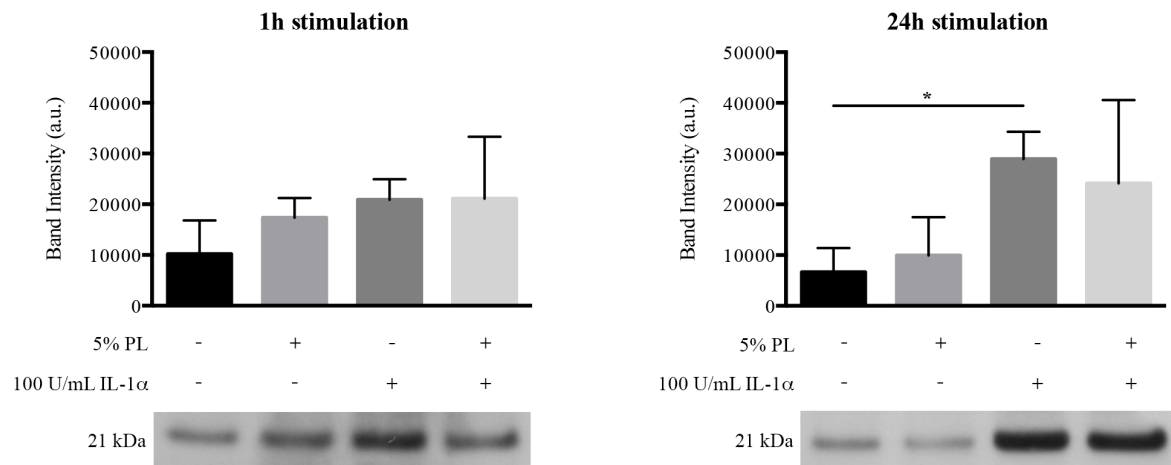 1h stimulation
Band Intensity (a.u.)
50000
40000
30000
20000
10000
0
5% PL - + - +
100 U/mL IL-1α - - + +
21 kDa
24h stimulation
Band Intensity (a.u.)
50000
40000
30000
20000
10000
0
*
5% PL - + - +
100 U/mL IL-1α - - + +
21 kDa